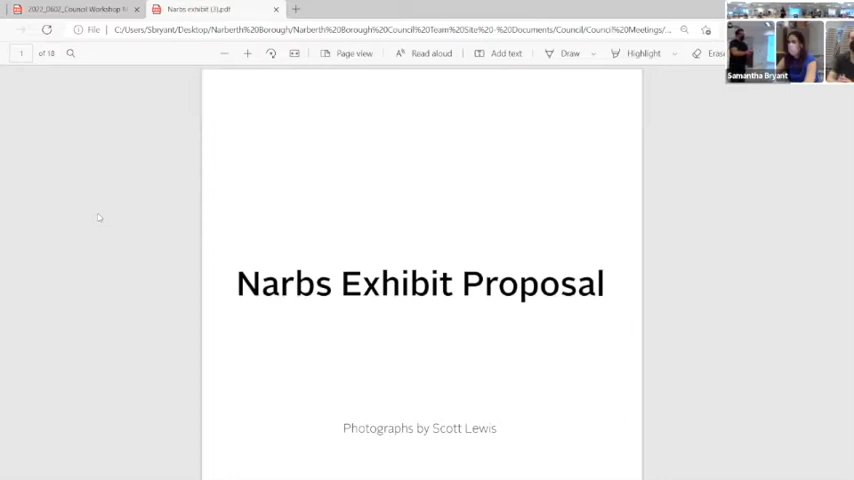 2022_0602_Council Workshop
Narbs exhibit (3).pdf
File
C:/Users/Sbryant/Desktop/Narberth%20Borough/Narberth%20Borough%20Council%20Team%20Site%20-%20Documents/Council/Council%20Meetings/...
1
of 10
Page view
Read aloud
Add text
Draw
Highlight
Eras
Samantha Bryant
Narbs Exhibit Proposal
Photographs by Scott Lewis